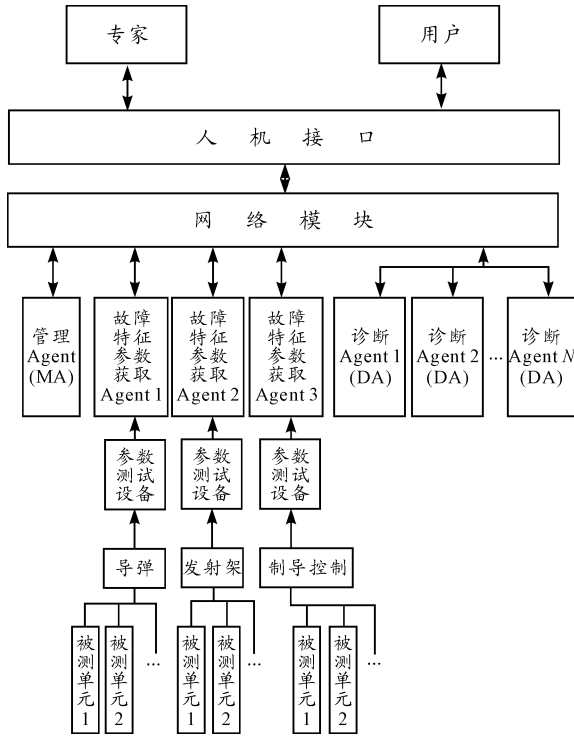 专家
用户
人机接口
网络模块
管理
Agent
(MA)
故障
特征
参数
获取
Agent 1
故障
特征
参数
获取
Agent 2
故障
特征
参数
获取
Agent 3
诊断
Agent 1
(DA)
诊断
Agent 2
(DA)
...
诊断
Agent N
(DA)
参数
测试
设备
参数
测试
设备
参数
测试
设备
导弹
发射架
制导控制
被测单元1
被测单元2
...
被测单元1
被测单元2
...
被测单元1
被测单元2
...